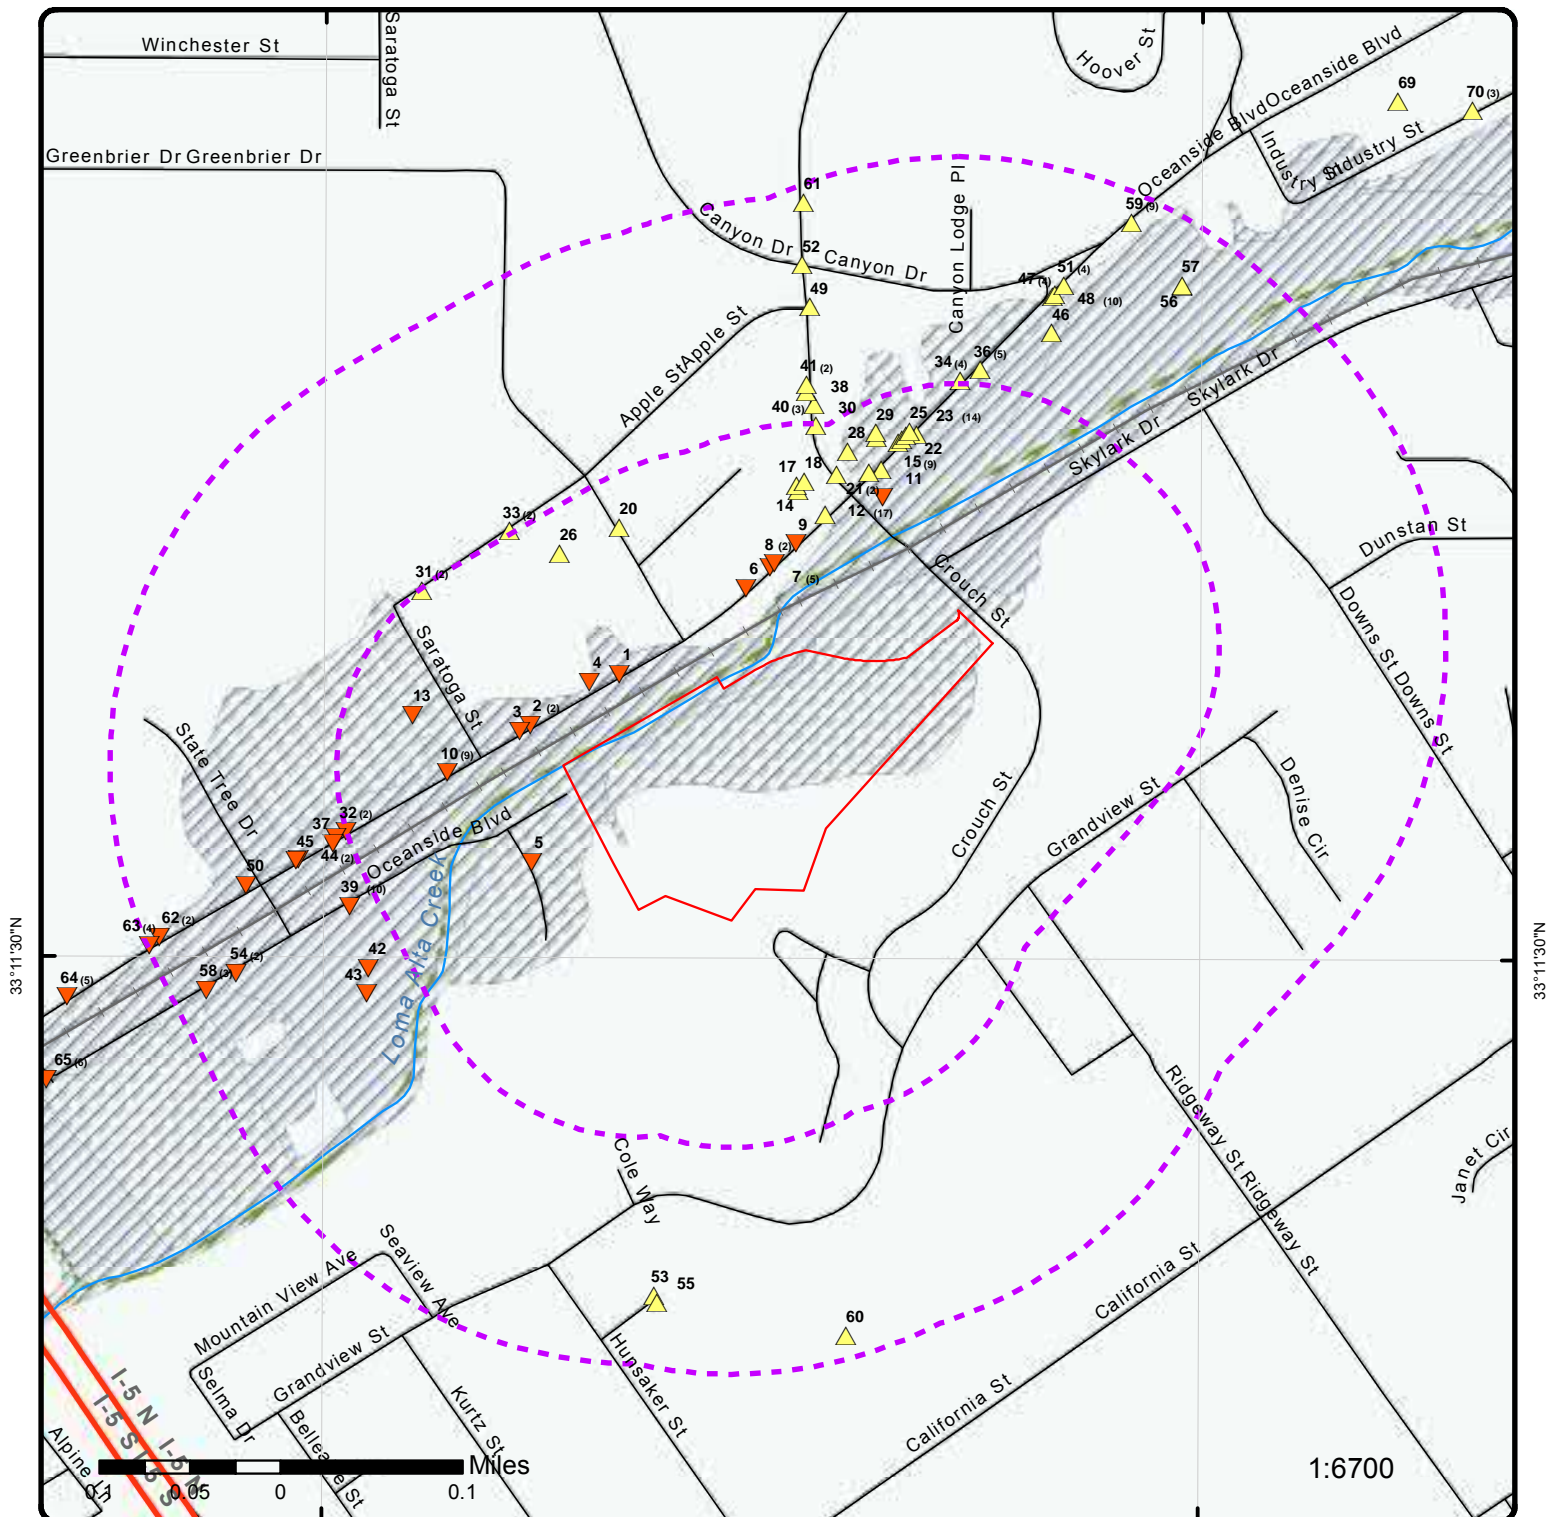 Winchester St
Saratoga St
Hoover St
Oceanside Blvd
Oceanside Blvd
69
70 (3)
Greenbrier Dr
Greenbrier Dr
Industry St
Industry St
61
Canyon Lodge Pl
59 (9)
Canyon Dr
Canyon Dr
52
47 (4)
51 (4)
48 (10)
57
56
49
46
Apple St
Apple St
34 (4)
36 (5)
Skylark Dr
Skylark Dr
41 (2)
38
40 (3)
30
29
25
23 (14)
28
22
17
18
15 (9)
11
14
21 (2)
12 (17)
33 (2)
20
26
9
8 (2)
Dunstan St
31 (2)
6
7 (5)
Crouch St
Downs St
Downs St
Saratoga St
4
1
13
3
2 (2)
State Tree Dr
10 (9)
Denise Cir
Grandview St
Crouch St
32 (2)
37
45
44 (2)
Oceanside Blvd
5
50
39 (10)
63 (4)
62 (2)
54 (2)
42
58 (3)
43
64 (5)
33°11'30"N
33°11'30"N
Loma Alta Creek
65 (6)
Ridgeway St
Ridgeway St
Cole Way
Janet Cir
Seaview Ave
Mountain View Ave
53
55
California St
60
Grandview St
Selma Dr
Hunsaker St
Kurtz St
California St
I-5 N
I-5 N
I-5 S
I-5 S
Alpine Ln
Miles
0.1
0.05
0
0.1
1:6700